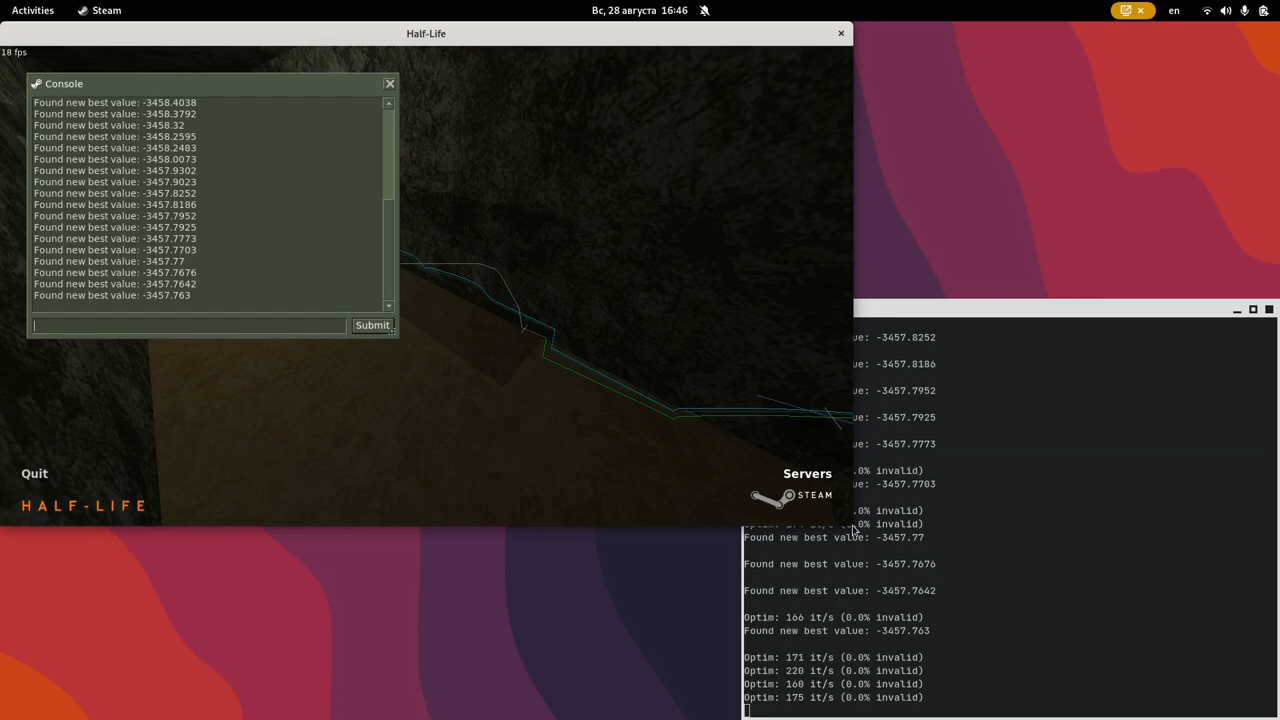 Activities
Steam
Вс, 28 августа 16:46
en
Half-Life
18 fps
Console
Found new best value: -3458.4038
Found new best value: -3458.3792
Found new best value: -3458.32
Found new best value: -3458.2595
Found new best value: -3458.2483
Found new best value: -3458.0073
Found new best value: -3457.9302
Found new best value: -3457.9023
Found new best value: -3457.8252
Found new best value: -3457.8186
Found new best value: -3457.7952
Found new best value: -3457.7925
Found new best value: -3457.7773
Found new best value: -3457.7703
Found new best value: -3457.77
Found new best value: -3457.7676
Found new best value: -3457.7642
Found new best value: -3457.763
Submit
Quit
HALF-LIFE
Servers
STEAM
ue: -3457.8252
ue: -3457.8186
ue: -3457.7952
ue: -3457.7925
ue: -3457.7773
.0% invalid)
ue: -3457.7703
.0% invalid)
it/s (0.0% invalid)
Found new best value: -3457.77
Found new best value: -3457.7676
Found new best value: -3457.7642
Optim: 166 it/s (0.0% invalid)
Found new best value: -3457.763
Optim: 171 it/s (0.0% invalid)
Optim: 220 it/s (0.0% invalid)
Optim: 160 it/s (0.0% invalid)
Optim: 175 it/s (0.0% invalid)